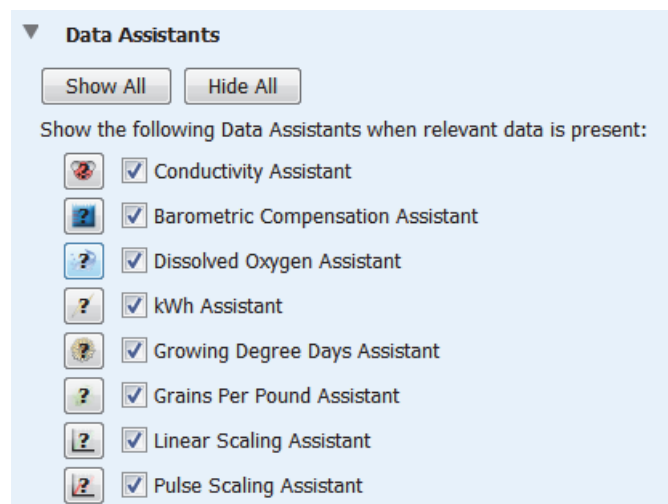 Data Assistants
Show All Hide All
Show the following Data Assistants when relevant data is present:
? Conductivity Assistant
? Barometric Compensation Assistant
? Dissolved Oxygen Assistant
? kWh Assistant
? Growing Degree Days Assistant
? Grains Per Pound Assistant
? Linear Scaling Assistant
? Pulse Scaling Assistant